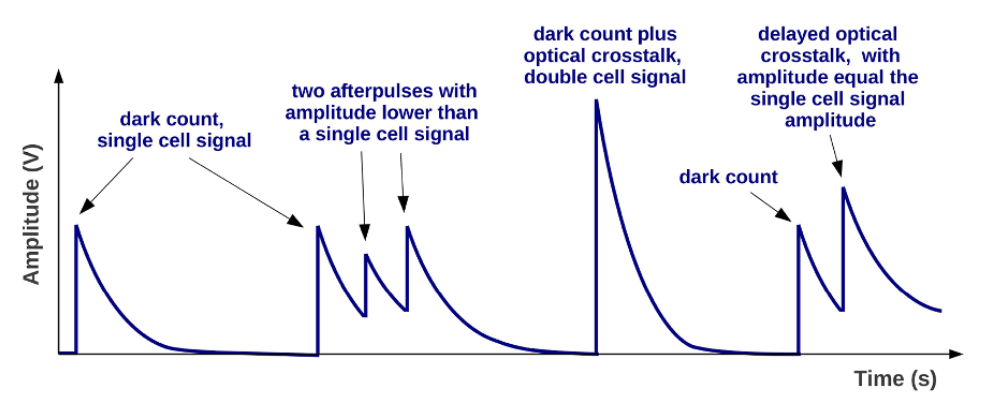 dark count plus
optical crosstalk,
double cell signal
delayed optical
crosstalk, with
amplitude equal the
single cell signal
amplitude
two afterpulses with
amplitude lower than
a single cell signal
dark count,
single cell signal
dark count
Amplitude (V)
Time (s)